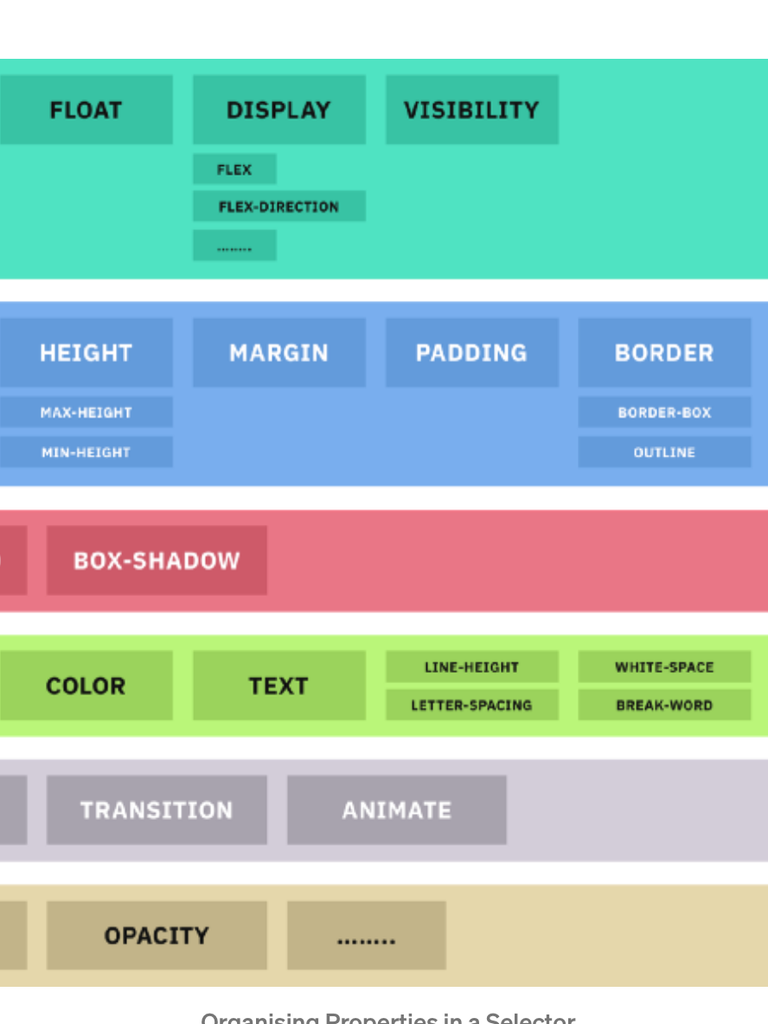 FLOAT DISPLAY VISIBILITY
FLEX
FLEX-DIRECTION
........
HEIGHT MARGIN PADDING BORDER
MAX-HEIGHT BORDER-BOX
MIN-HEIGHT OUTLINE
BOX-SHADOW
COLOR TEXT LINE-HEIGHT WHITE-SPACE
LETTER-SPACING BREAK-WORD
TRANSITION ANIMATE
OPACITY ........
Organising Properties in a Selector